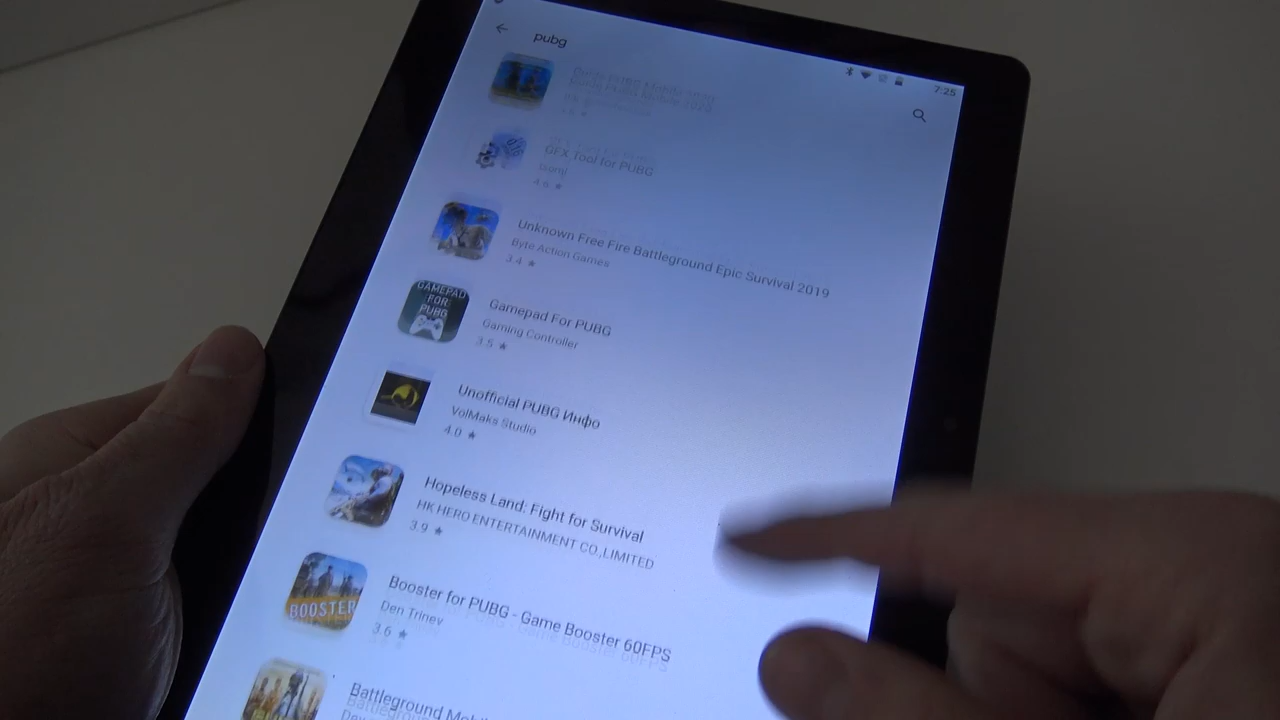 pubg
7:25
GFX Tool for PUBG
4.6 ★
Unknown Free Fire Battleground Epic Survival 2019
Byte Action Games
3.4 ★
GAMEPAD
FOR
PUBG
Gamepad For PUBG
Gaming Controller
3.5 ★
Unofficial PUBG Инфо
VolMaks Studio
4.0 ★
Hopeless Land: Fight for Survival
HK HERO ENTERTAINMENT CO.,LIMITED
3.9 ★
BOOSTER
Booster for PUBG - Game Booster 60FPS
Den Trinev
3.6 ★
Battleground